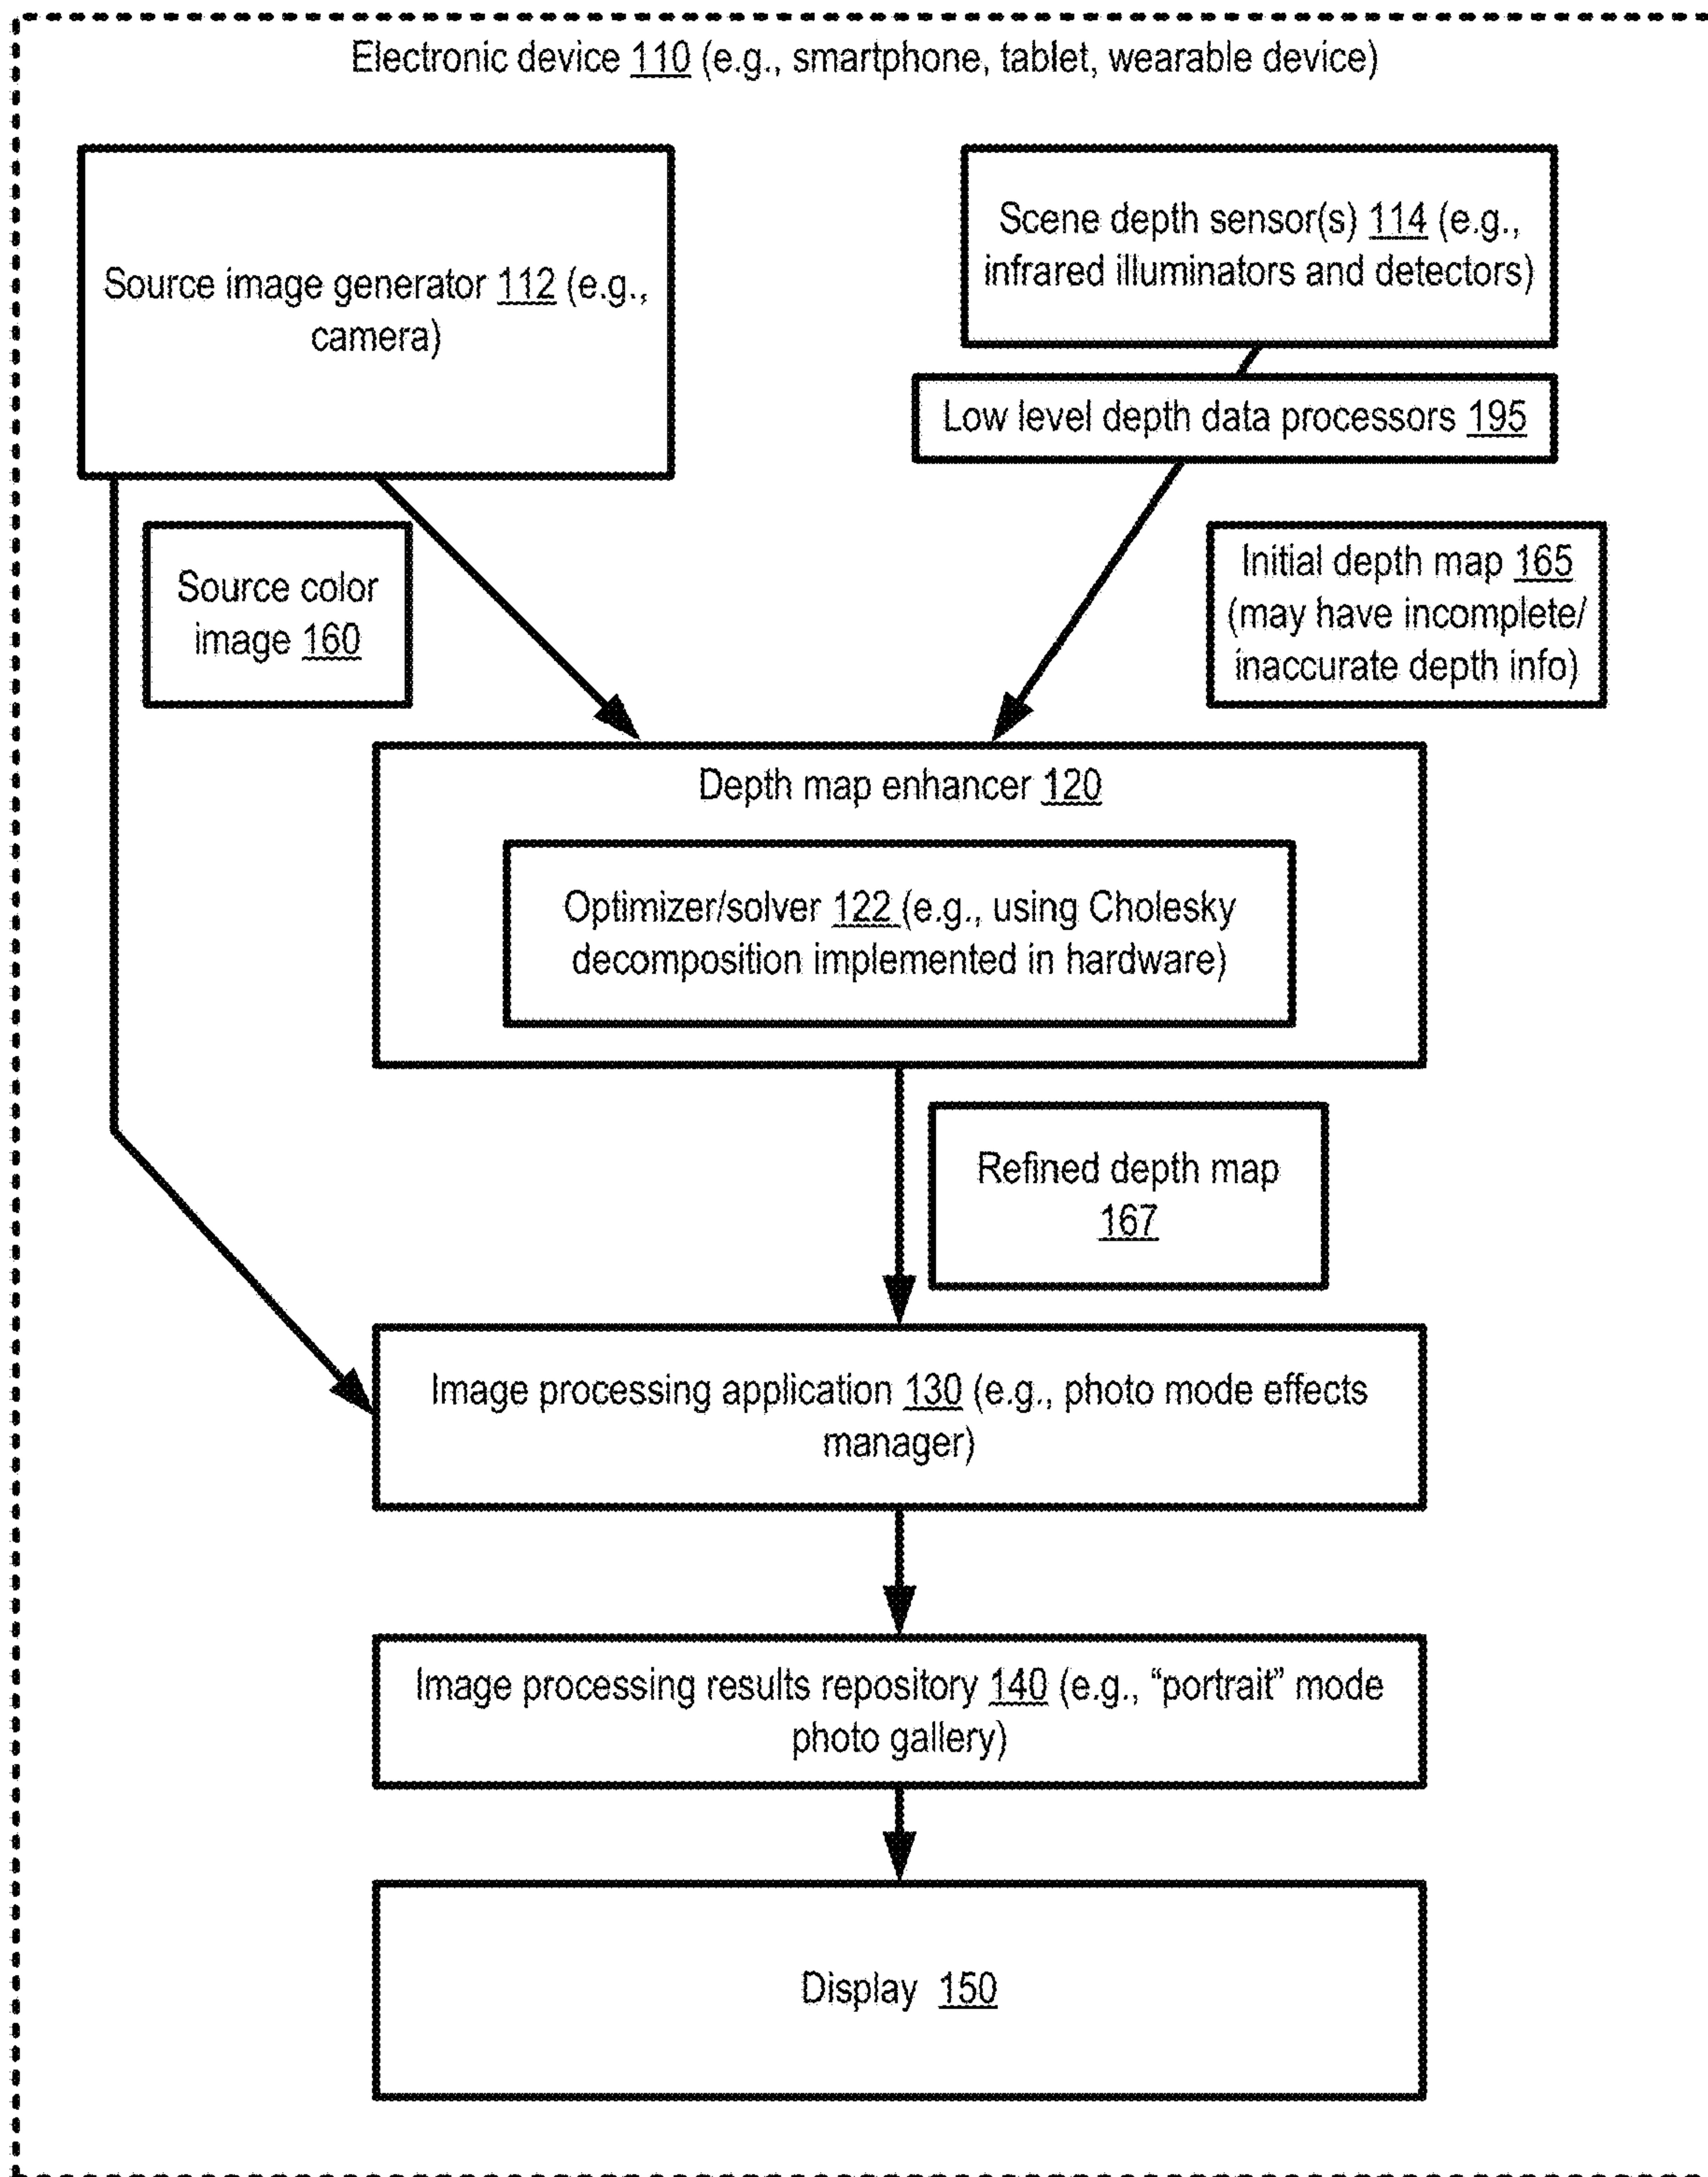 Electronic device 110 (e.g., smartphone, tablet, wearable device)
Source image generator 112 (e.g.,
camera)
Scene depth sensor(s) 114 (e.g.,
infrared illuminators and detectors)
Low level depth data processors 195
Source color
image 160
Initial depth map 165
(may have incomplete/
inaccurate depth info)
Depth map enhancer 120
Optimizer/solver 122 (e.g., using Cholesky
decomposition implemented in hardware)
Refined depth map
167
Image processing application 130 (e.g., photo mode effects
manager)
Image processing results repository 140 (e.g., “portrait” mode
photo gallery)
Display 150